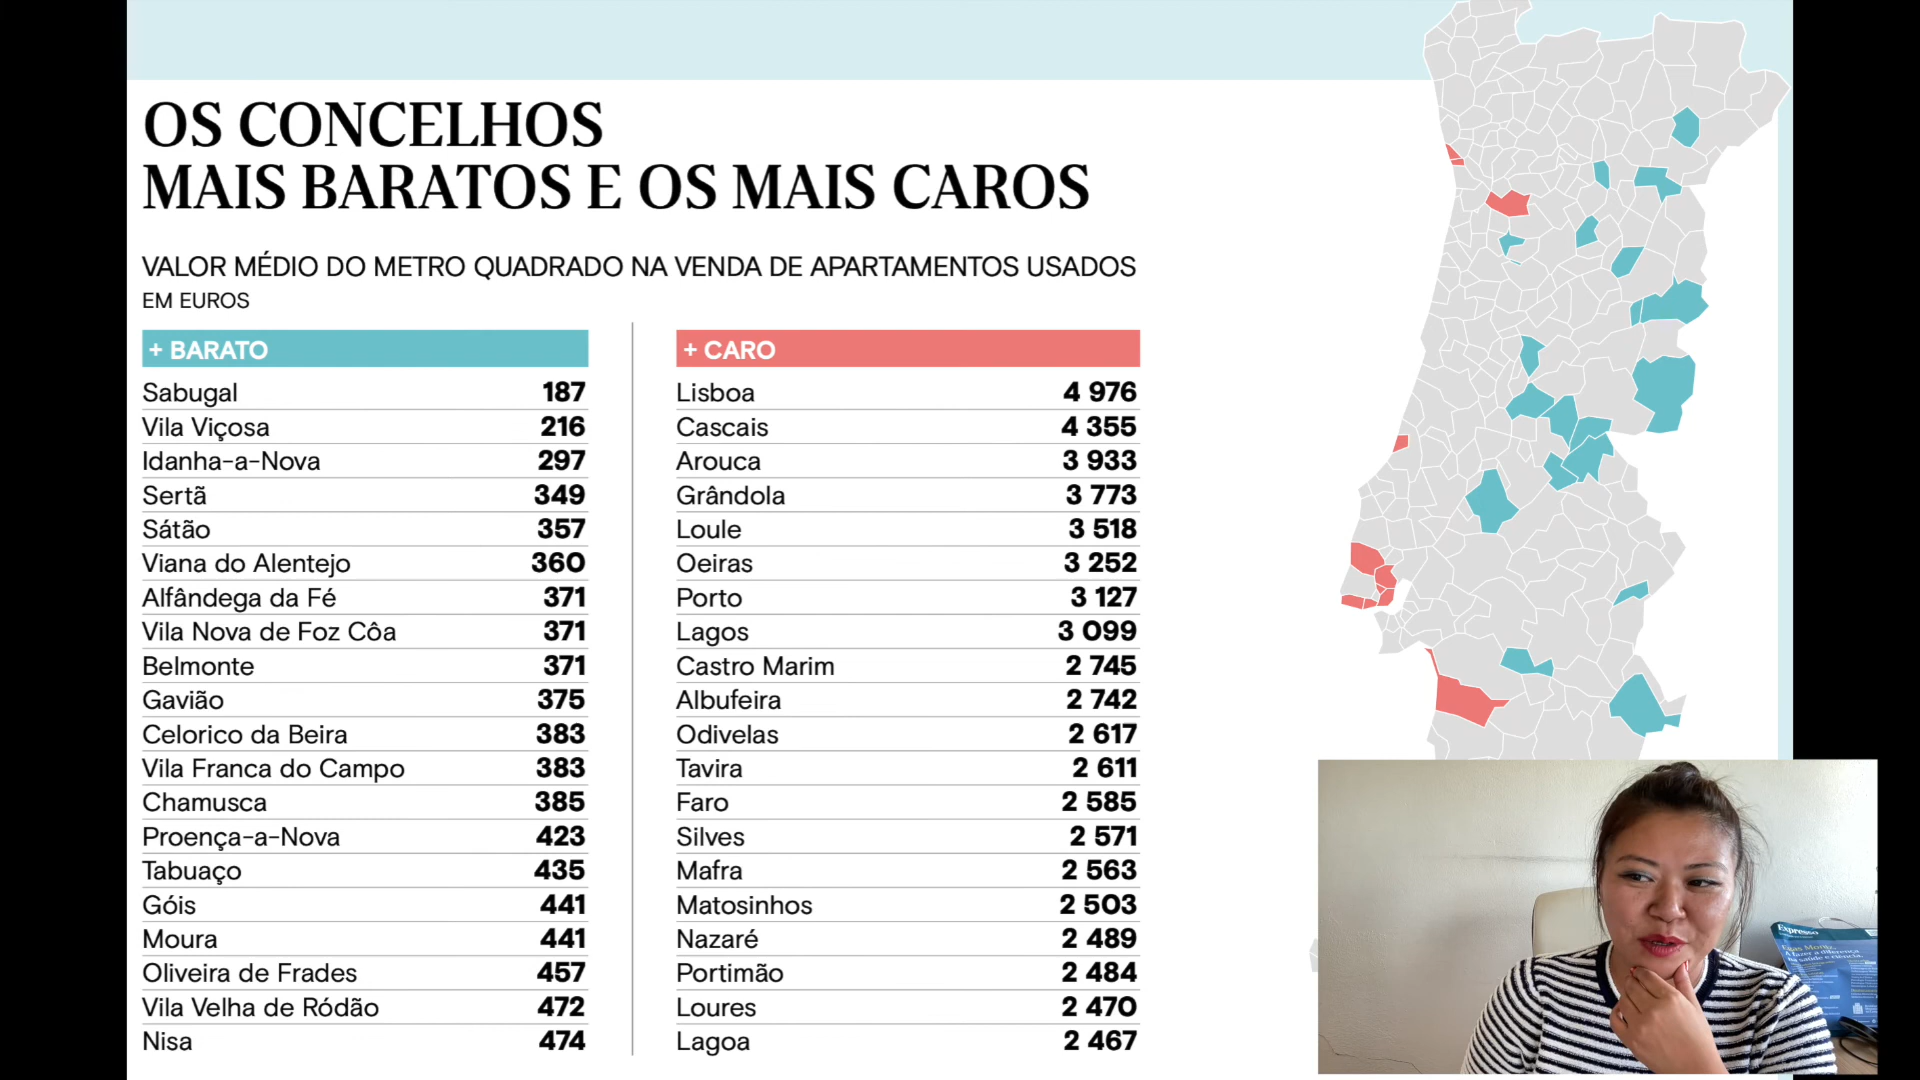 OS CONCELHOS
MAIS BARATOS E OS MAIS CAROS
VALOR MÉDIO DO METRO QUADRADO NA VENDA DE APARTAMENTOS USADOS
EM EUROS
+ BARATO
Sabugal 187
Vila Viçosa 216
Idanha-a-Nova 297
Sertã 349
Sátão 357
Viana do Alentejo 360
Alfândega da Fé 371
Vila Nova de Foz Côa 371
Belmonte 371
Gavião 375
Celorico da Beira 383
Vila Franca do Campo 383
Chamusca 385
Proença-a-Nova 423
Tabuaço 435
Góis 441
Moura 441
Oliveira de Frades 457
Vila Velha de Ródão 472
Nisa 474
+ CARO
Lisboa 4 976
Cascais 4 355
Arouca 3 933
Grândola 3 773
Loule 3 518
Oeiras 3 252
Porto 3 127
Lagos 3 099
Castro Marim 2 745
Albufeira 2 742
Odivelas 2 617
Tavira 2 611
Faro 2 585
Silves 2 571
Mafra 2 563
Matosinhos 2 503
Nazaré 2 489
Portimão 2 484
Loures 2 470
Lagoa 2 467
Expresso
Egas Moniz.
A fazer a diferença
na saúde e ciência.